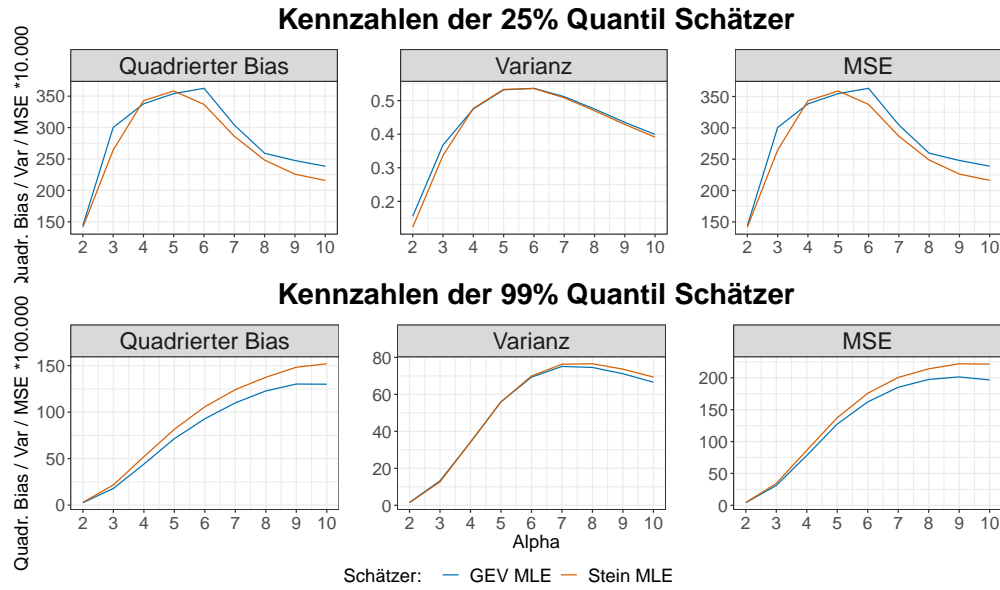 Kennzahlen der 25% Quantil Schätzer
Quadr. Bias / Var / MSE *10.000
Quadrierter Bias
Varianz
MSE
350
300
250
200
150
2 3 4 5 6 7 8 9 10
0.5
0.4
0.3
0.2
2 3 4 5 6 7 8 9 10
350
300
250
200
150
2 3 4 5 6 7 8 9 10
Kennzahlen der 99% Quantil Schätzer
Quadr. Bias / Var / MSE *100.000
Quadrierter Bias
Varianz
MSE
150
100
50
0
2 3 4 5 6 7 8 9 10
80
60
40
20
0
2 3 4 5 6 7 8 9 10
200
150
100
50
0
2 3 4 5 6 7 8 9 10
Alpha
Schätzer: GEV MLE Stein MLE